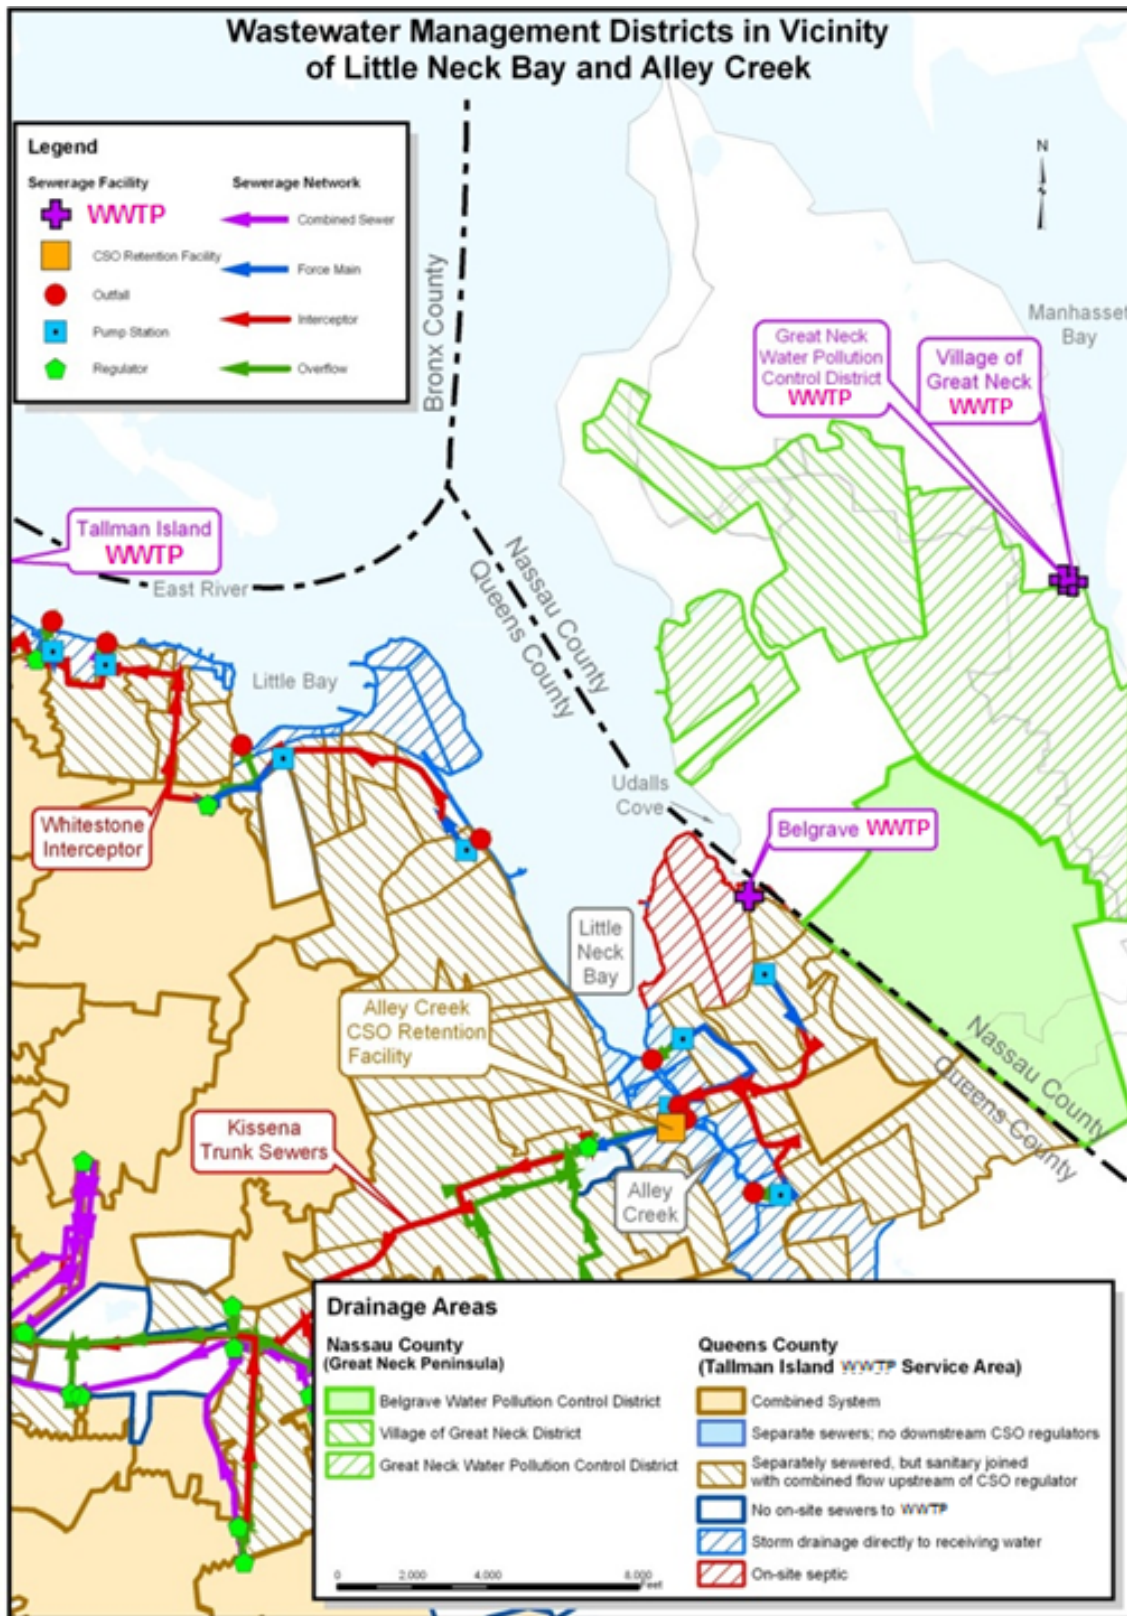 Wastewater Management Districts in Vicinity
of Little Neck Bay and Alley Creek
Legend
Sewerage Facility
Sewerage Network
WWTP
Combined Sewer
CSO Retention Facility
Force Main
Outfall
Interceptor
Pump Station
Regulator
Overflow
Bronx County
N
Manhasset
Bay
Great Neck
Water Pollution
Control District
WWTP
Village of
Great Neck
WWTP
Tallman Island
WWTP
East River
Nassau County
Queens County
Little Bay
Udalls
Cove
Whitestone
Interceptor
Belgrave WWTP
Little
Neck
Bay
Alley Creek
CSO Retention
Facility
Nassau County
Queens County
Kissena
Trunk Sewers
Alley
Creek
Drainage Areas
Nassau County
(Great Neck Peninsula)
Belgrave Water Pollution Control District
Village of Great Neck District
Great Neck Water Pollution Control District
Queens County
(Tallman Island WWTP Service Area)
Combined System
Separate sewers; no downstream CSO regulators
Separately sewered, but sanitary joined
with combined flow upstream of CSO regulator
No on-site sewers to WWTP
Storm drainage directly to receiving water
On-site septic
0 2,000 4,000 8,000
Feet